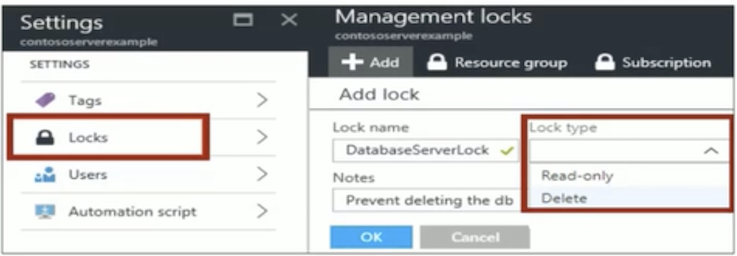 Settings
contososerverexample
SETTINGS
Tags
Locks
Users
Automation script
Management locks
contososerverexample
Add
Resource group
Subscription
Add lock
Lock name
DatabaseServerLock
Notes
Prevent deleting the db
OK
Cancel
Lock type
Read-only
Delete